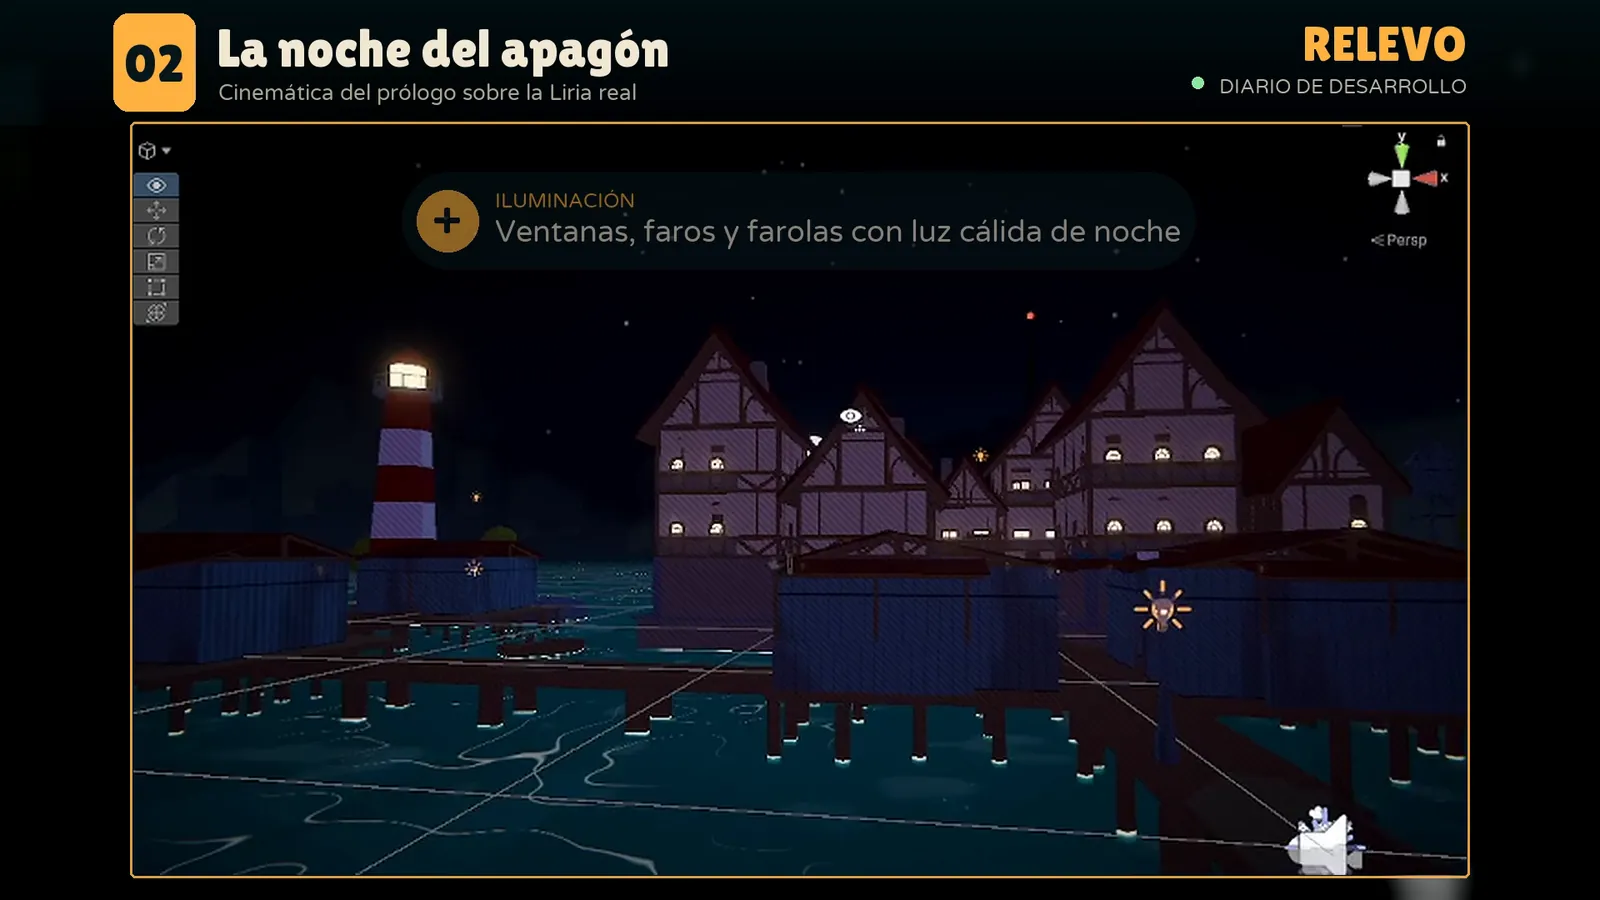 02
La noche del apagón
Cinemática del prólogo sobre la Liria real
RELEVO
DIARIO DE DESARROLLO
ILUMINACIÓN
Ventanas, faros y farolas con luz cálida de noche
y
x
Persp